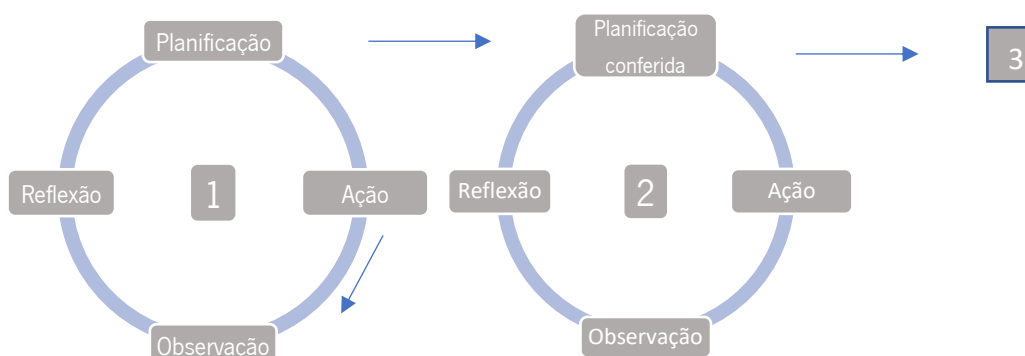 Planificação
Reflexão
1
Ação
Observação
Planificação
conferida
Reflexão
2
Ação
Observação
3